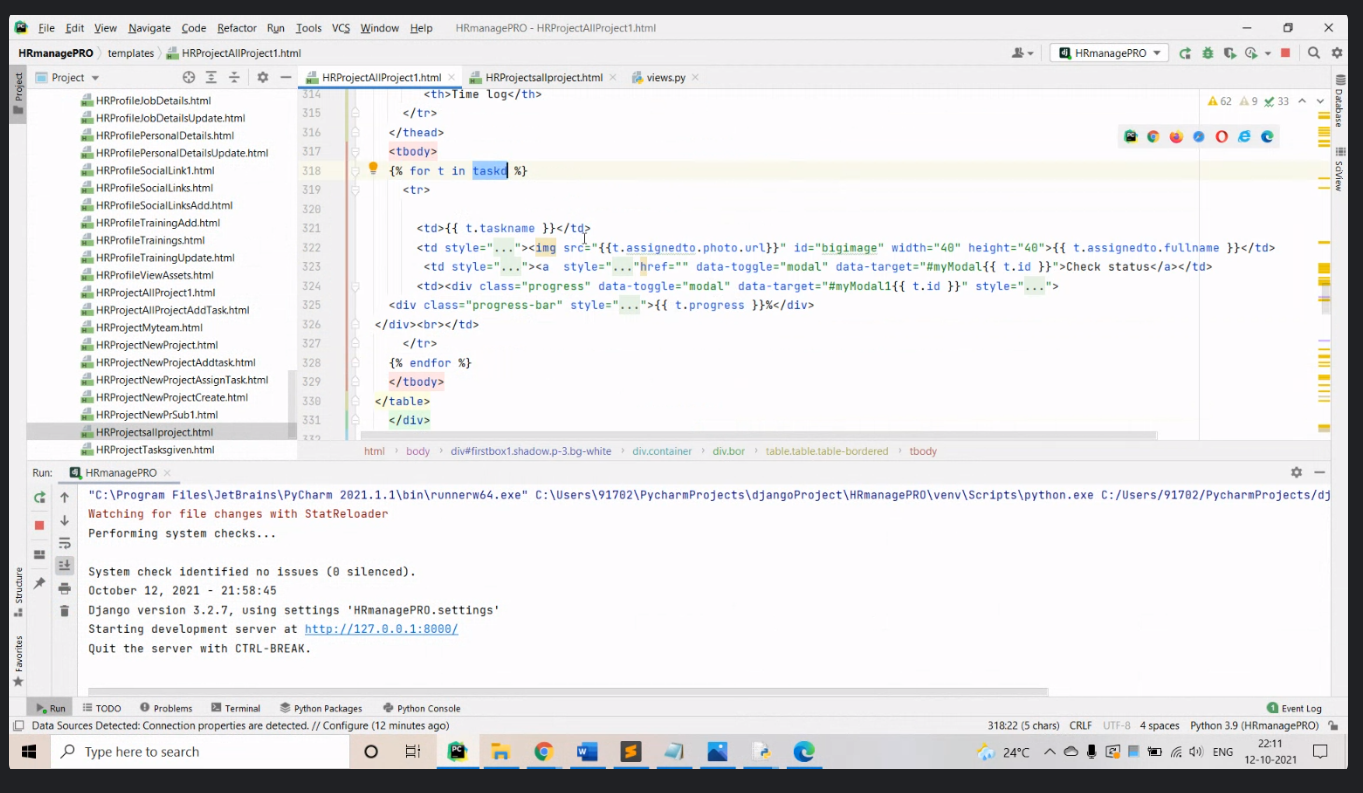 File Edit View Navigate Code Refactor Run Tools VCS Window Help HRmanagePRO - HRProjectAllProject1.html
HRmanagePRO templates HRProjectAllProject1.html HRmanagePRO
Project HRProjectAllProject1.html HRProjectsallproject.html views.py
Project
HRProfileJobDetails.html
HRProfileJobDetailsUpdate.html
HRProfilePersonalDetails.html
HRProfilePersonalDetailsUpdate.html
HRProfileSocialLink1.html
HRProfileSocialLinks.html
HRProfileSocialLinksAdd.html
HRProfileTrainingAdd.html
HRProfileTrainings.html
HRProfileTrainingUpdate.html
HRProfileViewAssets.html
HRProjectAllProject1.html
HRProjectAllProjectAddTask.html
HRProjectMyteam.html
HRProjectNewProject.html
HRProjectNewProjectAddtask.html
HRProjectNewProjectAssignTask.html
HRProjectNewProjectCreate.html
HRProjectNewPrSub1.html
HRProjectsallproject.html
HRProjectTasksgiven.html
314 <th>Time log</th>
315 </tr>
316 </thead>
317 <tbody>
318 {% for t in taskd %}
319 <tr>
320
321 <td>{{ t.taskname }}</td>
322 <td style="..."><img src="{{t.assignedto.photo.url}}" id="bigimage" width="40" height="40">{{ t.assignedto.fullname }}</td>
323 <td style="..."><a style="..."href="" data-toggle="modal" data-target="#myModal{{ t.id }}">Check status</a></td>
324 <td><div class="progress" data-toggle="modal" data-target="#myModal1{{ t.id }}" style="...">
325 <div class="progress-bar" style="...">{{ t.progress }}%</div>
326 </div><br></td>
327 </tr>
328 {% endfor %}
329 </tbody>
330 </table>
331 </div>
332
62 9 33
Database
SciView
html body div#firstbox1.shadow.p-3.bg-white div.container div.bor table.table.table-bordered tbody
Run: HRmanagePRO
"C:\Program Files\JetBrains\PyCharm 2021.1.1\bin\runnerw64.exe" C:\Users\91702\PycharmProjects\djangoProject\HRmanagePRO\venv\Scripts\python.exe C:/Users/91702/PycharmProjects/dj
Watching for file changes with StatReloader
Performing system checks...
System check identified no issues (0 silenced).
October 12, 2021 - 21:58:45
Django version 3.2.7, using settings 'HRmanagePRO.settings'
Starting development server at http://127.0.0.1:8000/
Quit the server with CTRL-BREAK.
Structure
Favorites
Run TODO Problems Terminal Python Packages Python Console 1 Event Log
Data Sources Detected: Connection properties are detected. // Configure (12 minutes ago) 318:22 (5 chars) CRLF UTF-8 4 spaces Python 3.9 (HRmanagePRO)
Type here to search 24°C ENG 22:11
12-10-2021